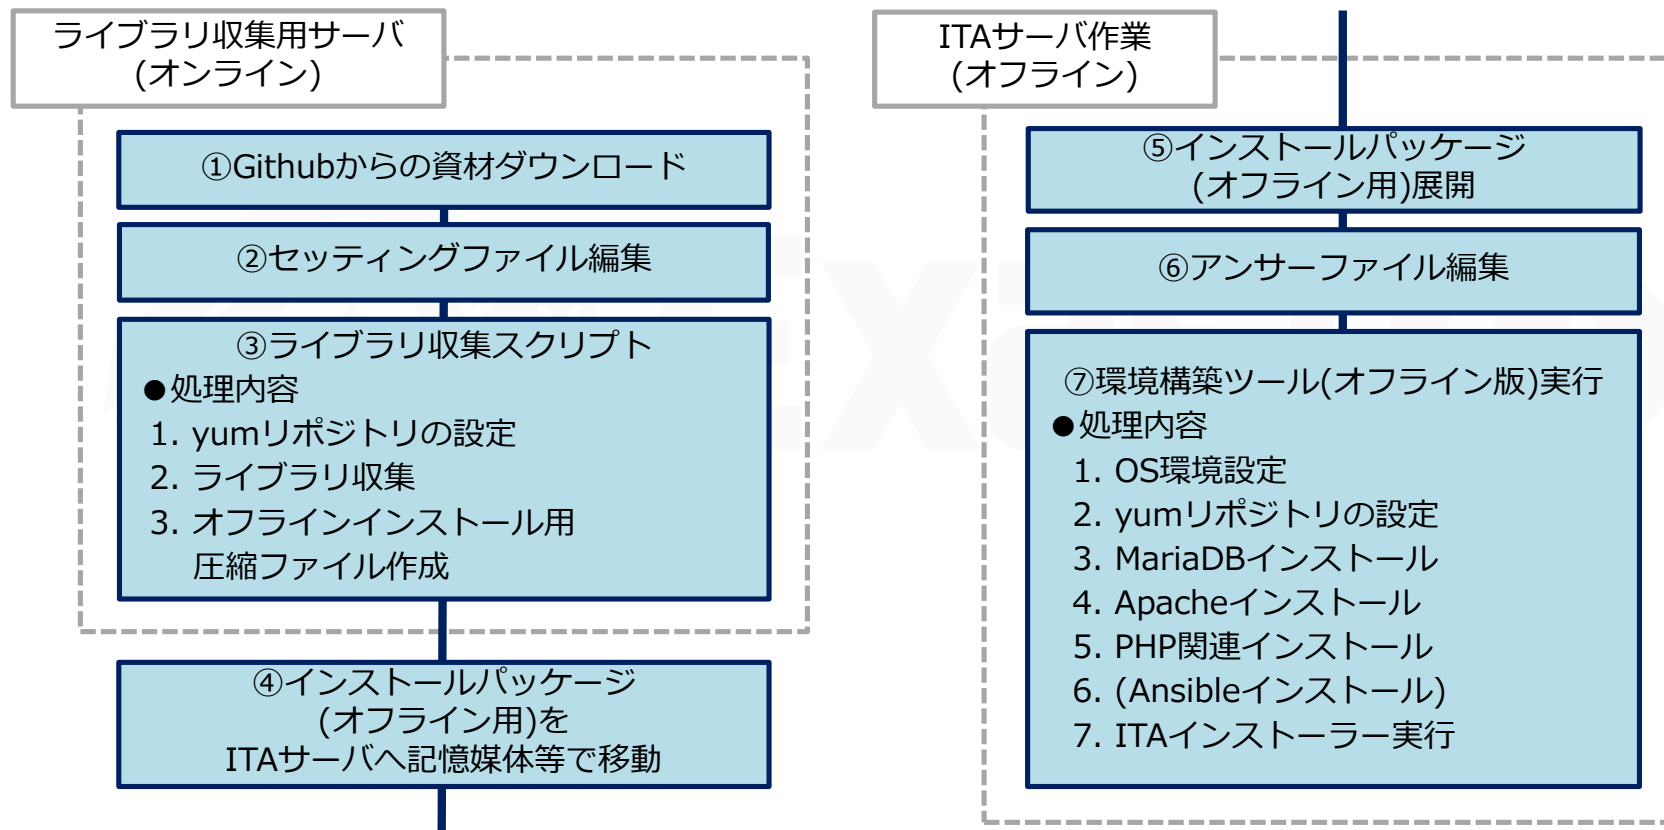 ライブラリ収集用サーバ
(オンライン)
①Githubからの資材ダウンロード
②セッティングファイル編集
③ライブラリ収集スクリプト
●処理内容
1. yumリポジトリの設定
2. ライブラリ収集
3. オフラインインストール用
圧縮ファイル作成
④インストールパッケージ
(オフライン用)を
ITAサーバへ記憶媒体等で移動
ITAサーバ作業
(オフライン)
⑤インストールパッケージ
(オフライン用)展開
⑥アンサーファイル編集
⑦環境構築ツール(オフライン版)実行
●処理内容
1. OS環境設定
2. yumリポジトリの設定
3. MariaDBインストール
4. Apacheインストール
5. PHP関連インストール
6. (Ansibleインストール)
7. ITAインストーラー実行